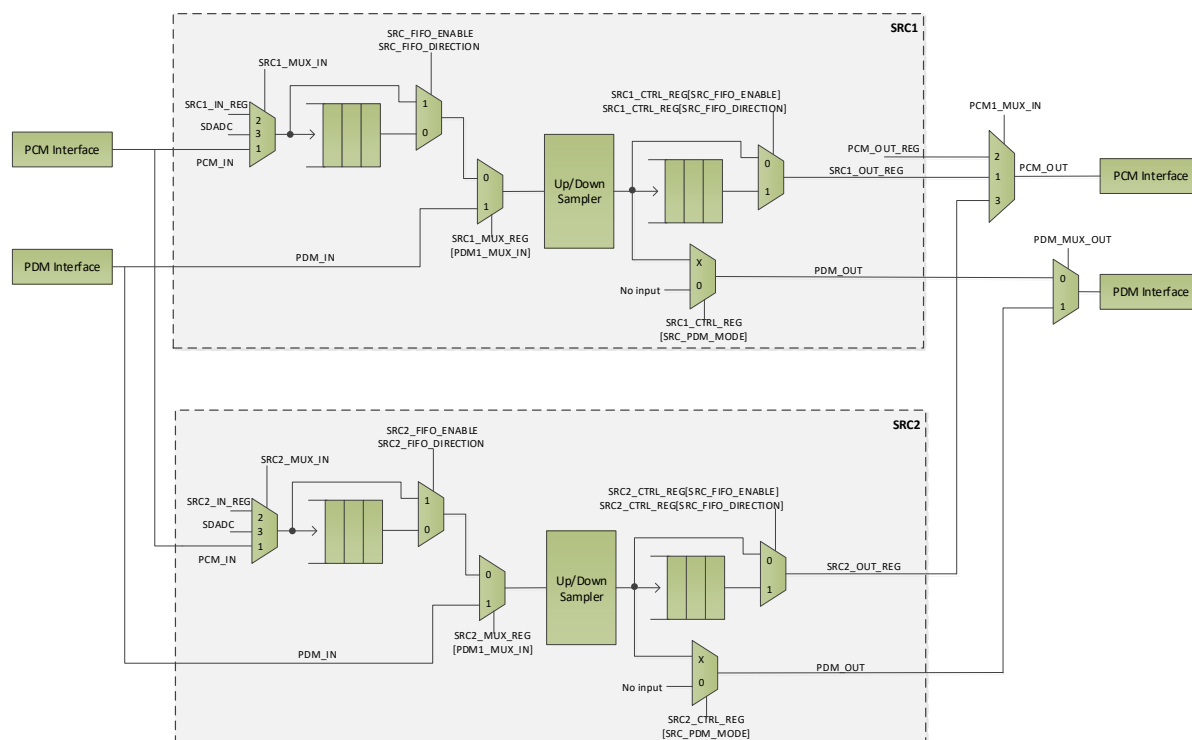 SRC1
SRC_FIFO_ENABLE
SRC_FIFO_DIRECTION
SRC1_MUX_IN
SRC1_IN_REG
SDADC
PCM_IN
2
3
1
1
0
PCM Interface
PDM Interface
0
1
SRC1_MUX_REG
[PDM1_MUX_IN]
PDM_IN
Up/Down
Sampler
SRC1_CTRL_REG[SRC_FIFO_ENABLE]
SRC1_CTRL_REG[SRC_FIFO_DIRECTION]
0
1
X
0
No input
SRC1_CTRL_REG
[SRC_PDM_MODE]
PCM_OUT_REG
SRC1_OUT_REG
PDM_OUT
PCM1_MUX_IN
2
1
3
PCM_OUT
PCM Interface
PDM_MUX_OUT
0
1
PDM Interface
SRC2
SRC2_FIFO_ENABLE
SRC2_FIFO_DIRECTION
SRC2_MUX_IN
SRC2_IN_REG
SDADC
PCM_IN
2
3
1
1
0
0
1
SRC2_MUX_REG
[PDM1_MUX_IN]
PDM_IN
Up/Down
Sampler
SRC2_CTRL_REG[SRC_FIFO_ENABLE]
SRC2_CTRL_REG[SRC_FIFO_DIRECTION]
0
1
SRC2_OUT_REG
X
0
No input
PDM_OUT
SRC2_CTRL_REG
[SRC_PDM_MODE]